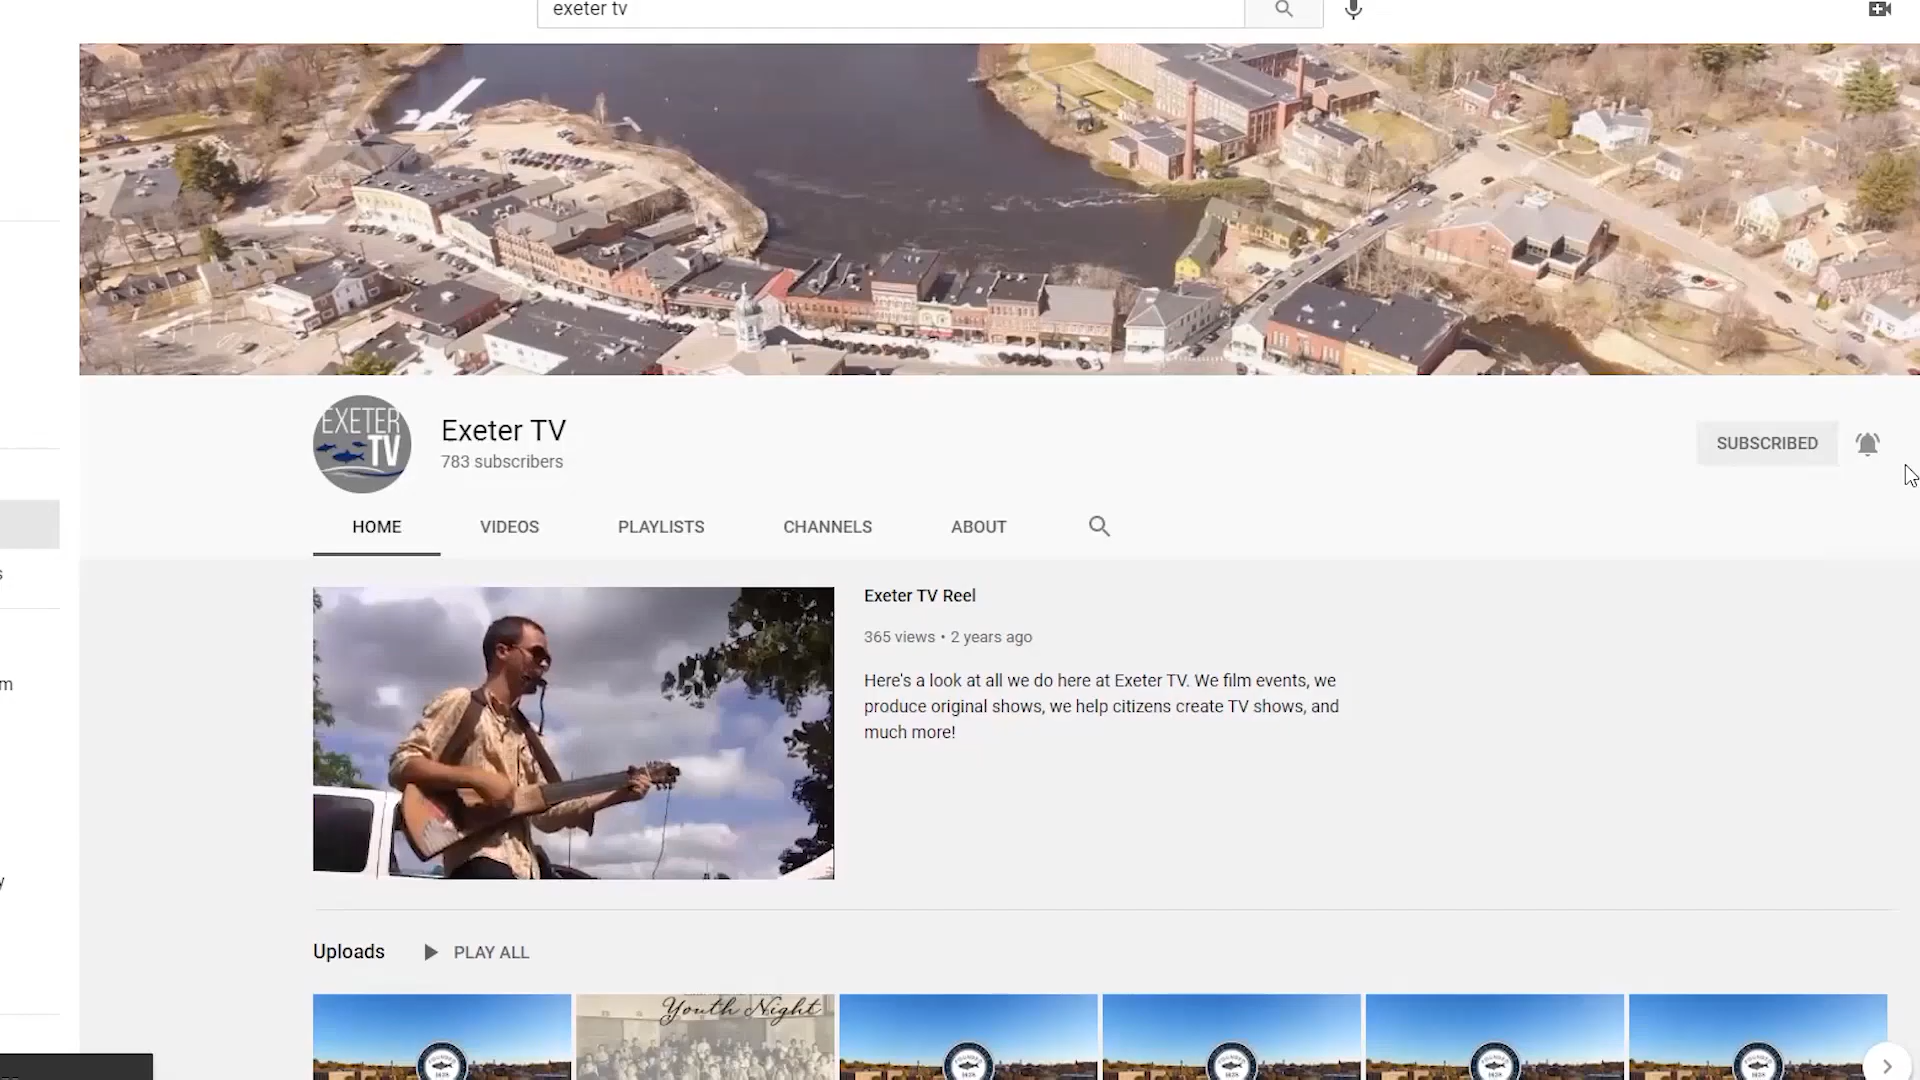 exeter tv
EXETER
TV
Exeter TV
783 subscribers
SUBSCRIBED
HOME
VIDEOS
PLAYLISTS
CHANNELS
ABOUT
Exeter TV Reel
365 views • 2 years ago
Here's a look at all we do here at Exeter TV. We film events, we
produce original shows, we help citizens create TV shows, and
much more!
Uploads
PLAY ALL
Youth Night